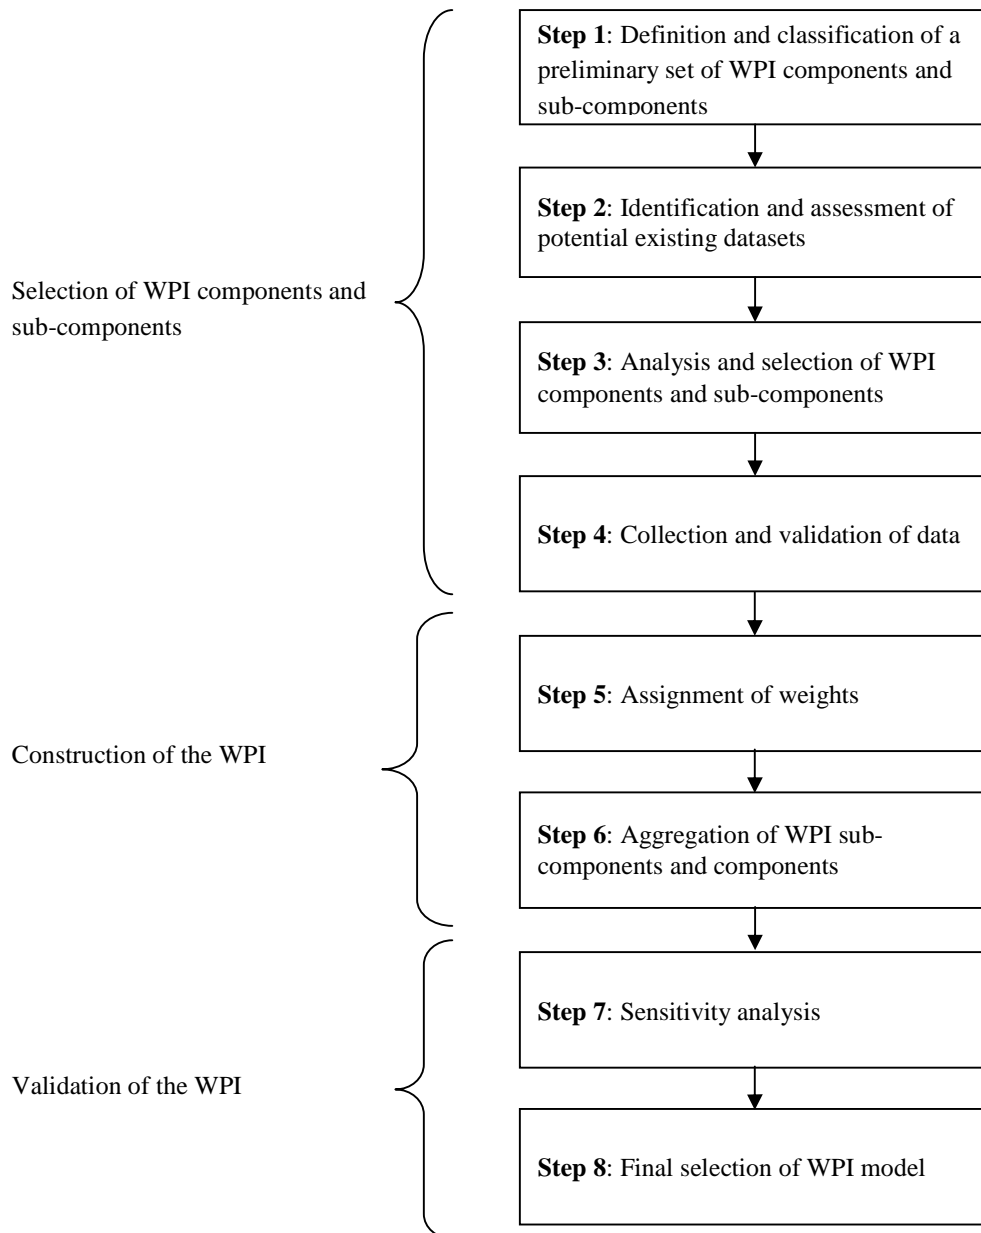 Step 1: Definition and classification of a
preliminary set of WPI components and
sub-components
Step 2: Identification and assessment of
potential existing datasets
Selection of WPI components and
sub-components
Step 3: Analysis and selection of WPI
components and sub-components
Step 4: Collection and validation of data
Step 5: Assignment of weights
Construction of the WPI
Step 6: Aggregation of WPI sub-
components and components
Step 7: Sensitivity analysis
Validation of the WPI
Step 8: Final selection of WPI model